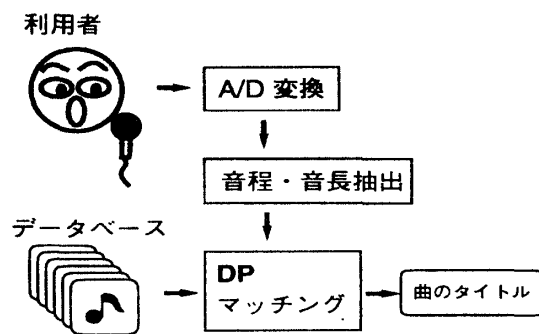 利用者
A/D 変換
音程・音長抽出
データベース
DP
マッチング
曲のタイトル